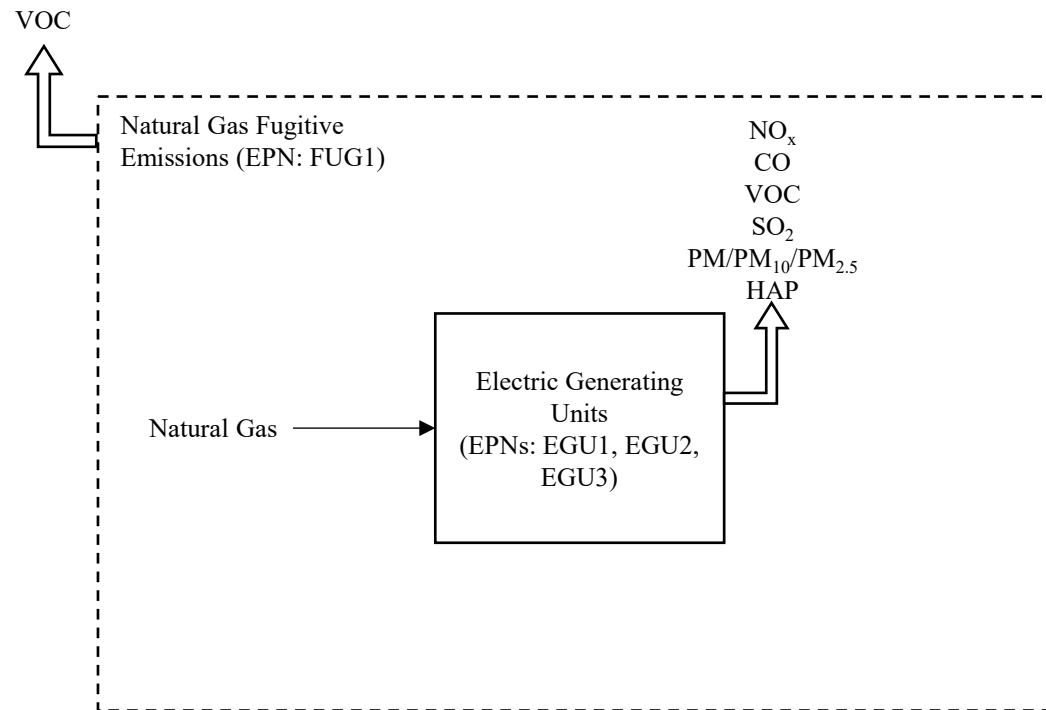 VOC
Natural Gas Fugitive
Emissions (EPN: FUG1)
NOₓ
CO
VOC
SO₂
PM/PM₁₀/PM₂.₅
HAP
Electric Generating
Units
(EPNs: EGU1, EGU2,
EGU3)
Natural Gas